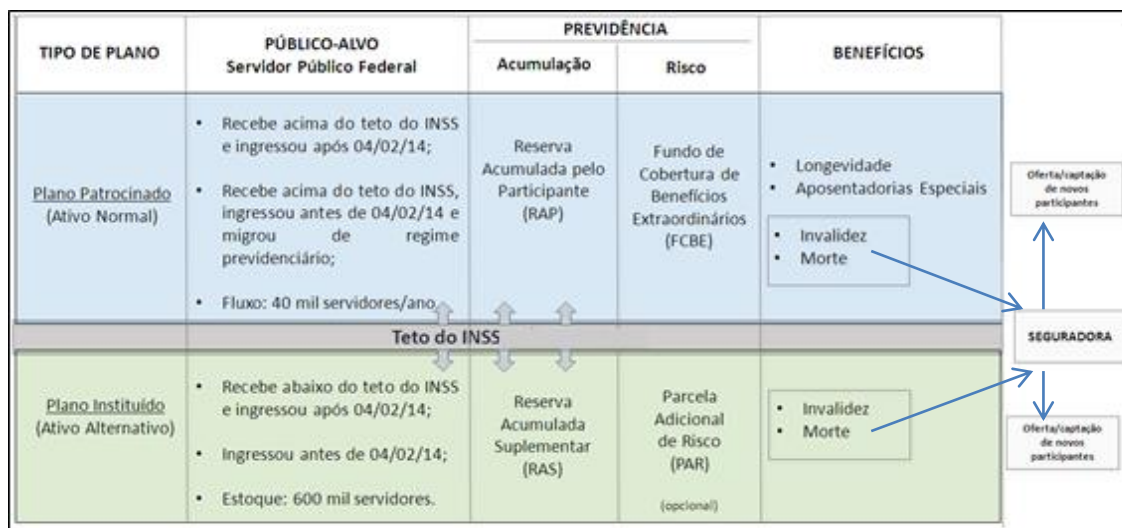 TIPO DE PLANO
PÚBLICO-ALVO
Servidor Público Federal
PREVIDÊNCIA
Acumulação
Risco
BENEFÍCIOS
Plano Patrocinado
(Ativo Normal)
• Recebe acima do teto do INSS
e ingressou após 04/02/14;
• Recebe acima do teto do INSS,
ingressou antes de 04/02/14 e
migrou de regime
previdenciário;
• Fluxo: 40 mil servidores/ano.
Reserva
Acumulada pelo
Participante
(RAP)
Fundo de
Cobertura de
Benefícios
Extraordinários
(FCBE)
• Longevidade
• Aposentadorias Especiais
• Invalidez
• Morte
Oferta/captação
de novos
participantes
Teto do INSS
SEGURADORA
Plano Instituído
(Ativo Alternativo)
• Recebe abaixo do teto do INSS
e ingressou após 04/02/14;
• Ingressou antes de 04/02/14;
• Estoque: 600 mil servidores.
Reserva
Acumulada
Suplementar
(RAS)
Parcela
Adicional
de Risco
(PAR)
(opcional)
• Invalidez
• Morte
Oferta/captação
de novos
participantes